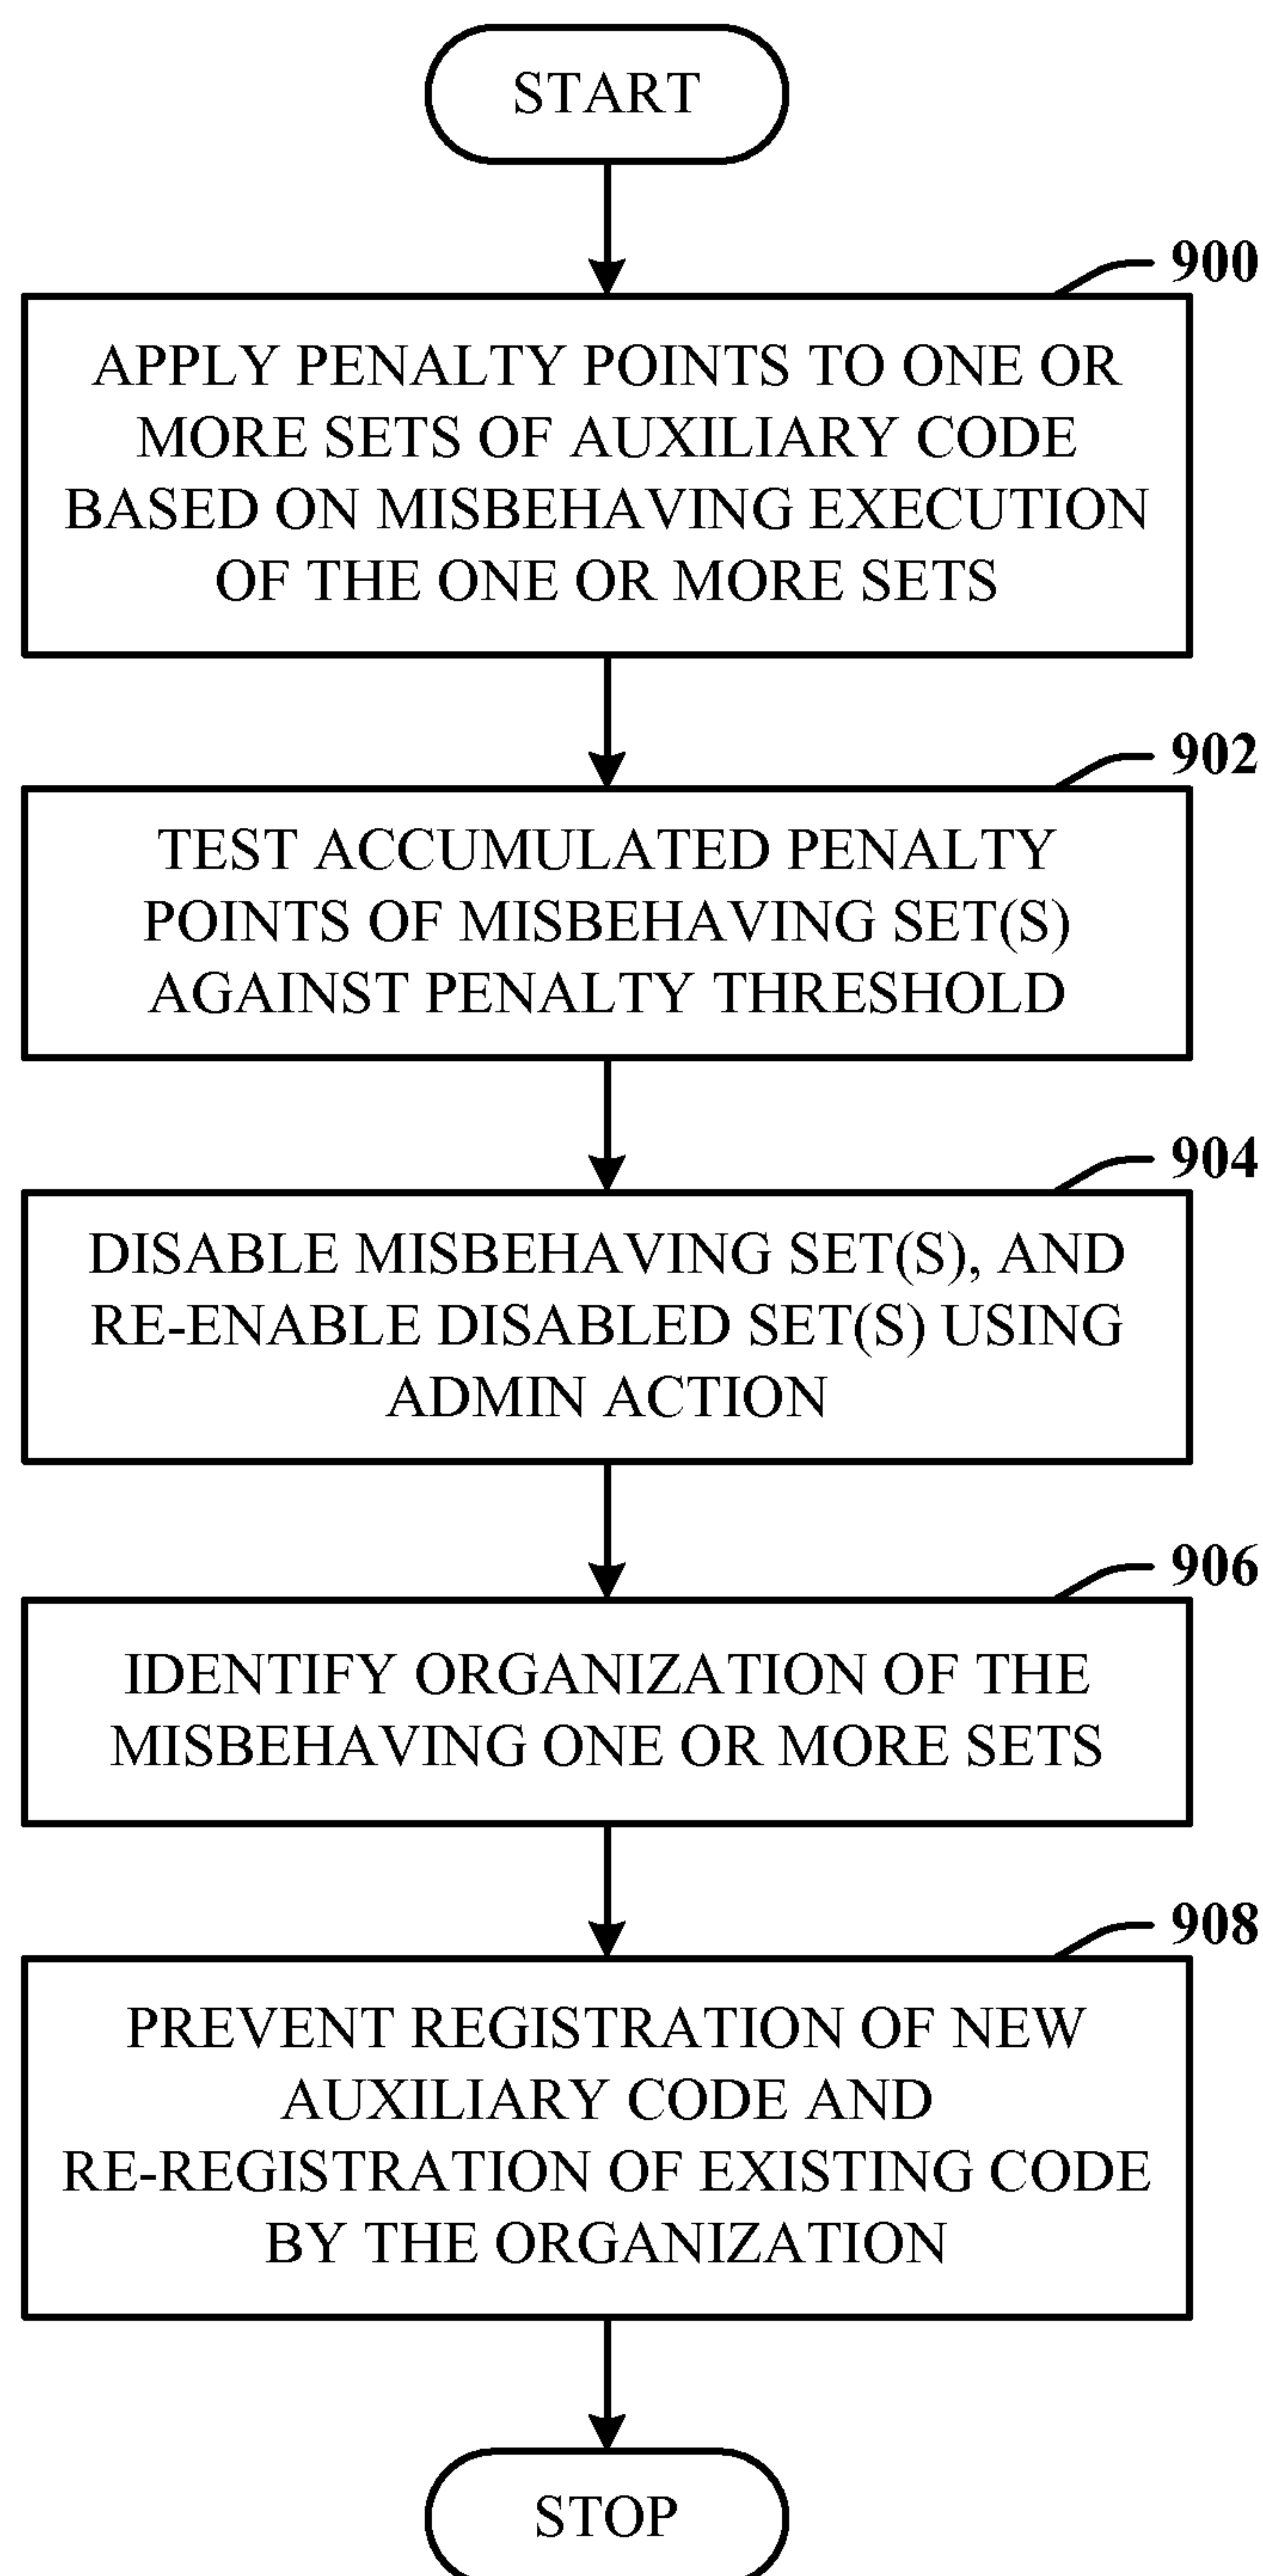 START
900
APPLY PENALTY POINTS TO ONE OR
MORE SETS OF AUXILIARY CODE
BASED ON MISBEHAVING EXECUTION
OF THE ONE OR MORE SETS
902
TEST ACCUMULATED PENALTY
POINTS OF MISBEHAVING SET(S)
AGAINST PENALTY THRESHOLD
904
DISABLE MISBEHAVING SET(S), AND
RE-ENABLE DISABLED SET(S) USING
ADMIN ACTION
906
IDENTIFY ORGANIZATION OF THE
MISBEHAVING ONE OR MORE SETS
908
PREVENT REGISTRATION OF NEW
AUXILIARY CODE AND
RE-REGISTRATION OF EXISTING CODE
BY THE ORGANIZATION
STOP